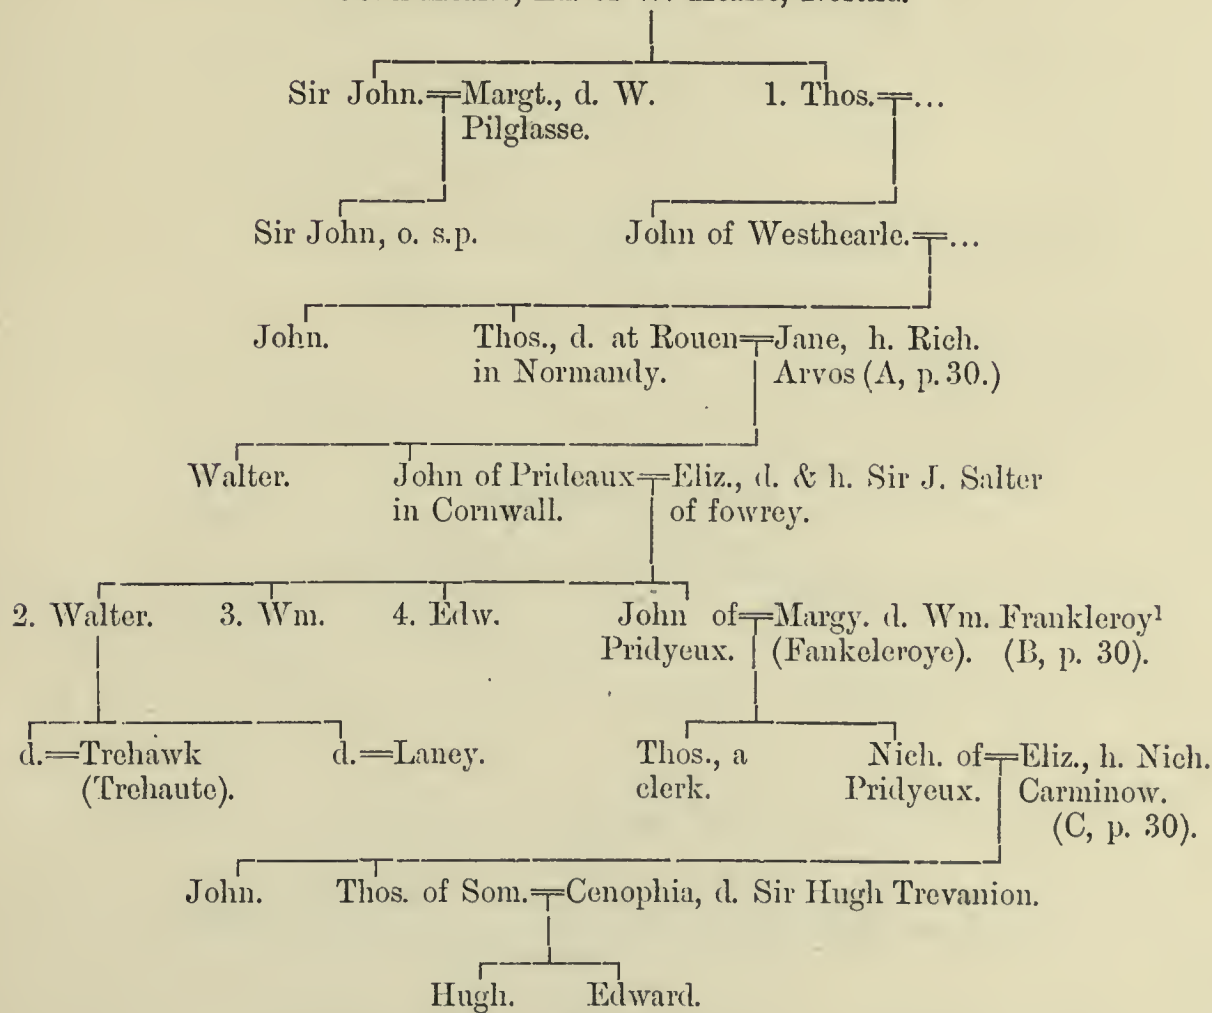 Sir John.=Margt., d. W. 1. Thos.=...
Pilglasse.
Sir John, o. s.p. John of Westhearle.=...
John. Thos., d. at Rouen=Jane, h. Rich.
in Normandy. Arvos (A, p. 30.)
Walter. John of Prideaux=Eliz., d. & h. Sir J. Salter
in Cornwall. of fowrey.
2. Walter. 3. Wm. 4. Edw. John of=Margy. d. Wm. Frankleroy¹
Pridyeux. (Fankeleroye). (B, p. 30).
d.=Trehawk d.=Laney. Thos., a Nich. of=Eliz., h. Nich.
(Trehaute). clerk. Pridyeux. Carminow.
(C, p. 30).
John. Thos. of Som.=Cenophia, d. Sir Hugh Trevanion.
Hugh. Edward.